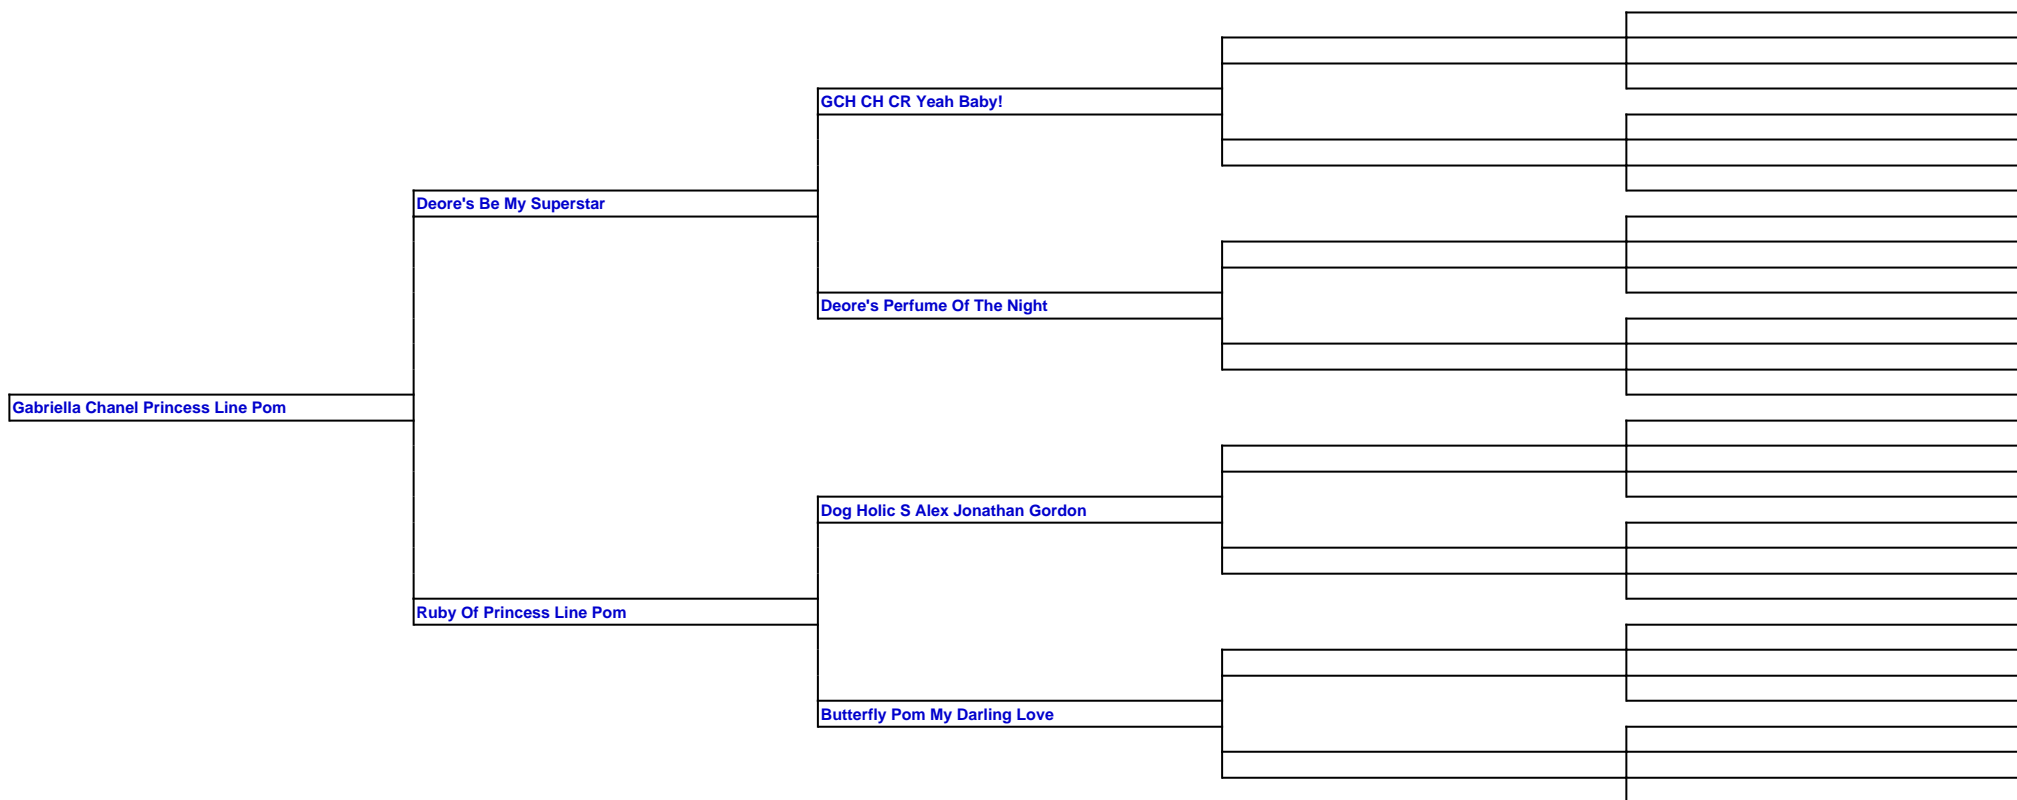 GCH CH CR Yeah Baby!
Deore's Be My Superstar
Deore's Perfume Of The Night
Gabriella Chanel Princess Line Pom
Dog Holic S Alex Jonathan Gordon
Ruby Of Princess Line Pom
Butterfly Pom My Darling Love